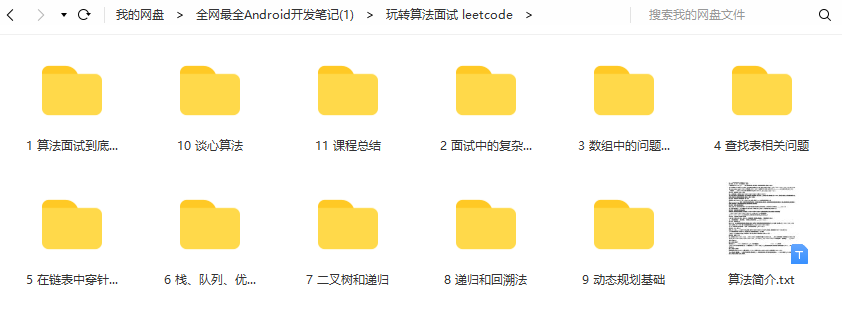 我的网盘 > 全网最全Android开发笔记(1) > 玩转算法面试 leetcode >
搜索我的网盘文件
1 算法面试到底...
10 谈心算法
11 课程总结
2 面试中的复杂...
3 数组中的问题...
4 查找表相关问题
5 在链表中穿针...
6 栈、队列、优...
7 二叉树和递归
8 递归和回溯法
9 动态规划基础
T
算法简介.txt